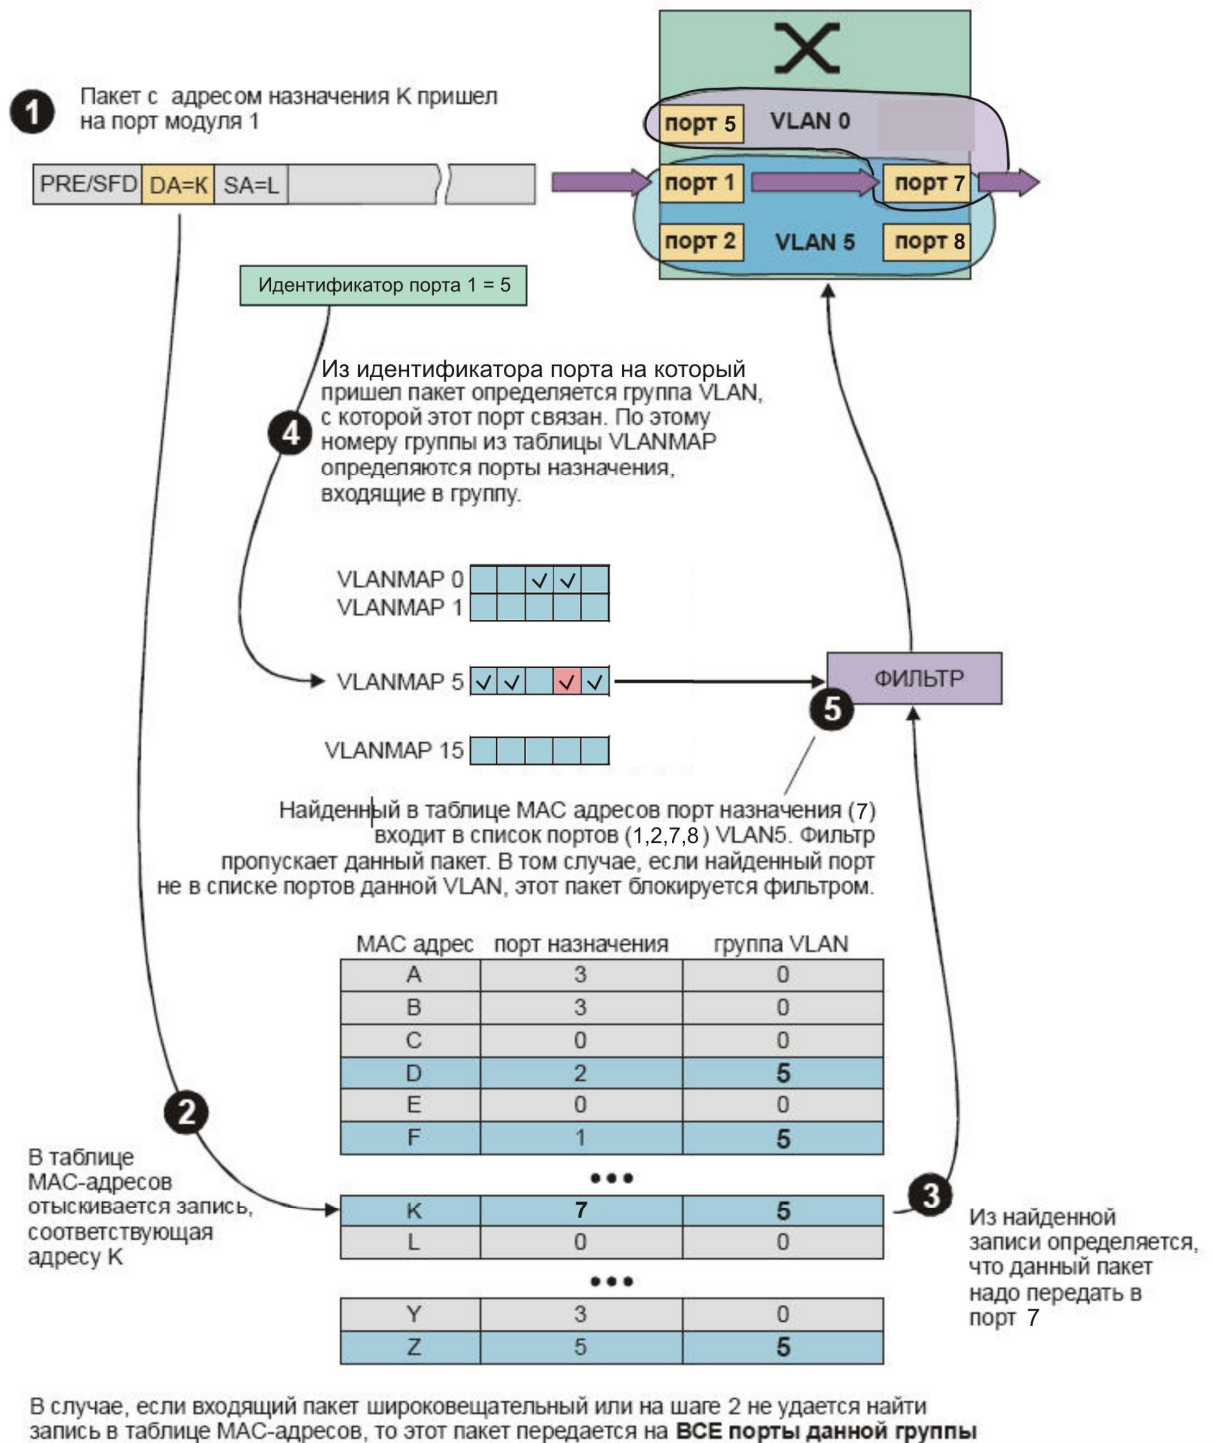 1
Пакет с адресом назначения К пришел
на порт модуля 1
PRE/SFD DA=К SA=L
порт 5 VLAN 0
порт 1 порт 7
порт 2 VLAN 5 порт 8
Идентификатор порта 1 = 5
4
Из идентификатора порта на который
пришел пакет определяется группа VLAN,
с которой этот порт связан. По этому
номеру группы из таблицы VLANMAP
определяются порты назначения,
входящие в группу.
VLANMAP 0 ✓ ✓
VLANMAP 1
VLANMAP 5 ✓ ✓ ✓ ✓
VLANMAP 15
ФИЛЬТР
5
Найденный в таблице МАС адресов порт назначения (7)
входит в список портов (1,2,7,8) VLAN5. Фильтр
пропускает данный пакет. В том случае, если найденный порт
не в списке портов данной VLAN, этот пакет блокируется фильтром.
МАС адрес порт назначения группа VLAN
A 3 0
B 3 0
C 0 0
D 2 5
E 0 0
F 1 5
•••
K 7 5
L 0 0
•••
Y 3 0
Z 5 5
2
В таблице
МАС-адресов
отыскивается запись,
соответствующая
адресу К
3
Из найденной
записи определяется,
что данный пакет
надо передать в
порт 7
В случае, если входящий пакет широковещательный или на шаге 2 не удается найти
запись в таблице МАС-адресов, то этот пакет передается на ВСЕ порты данной группы